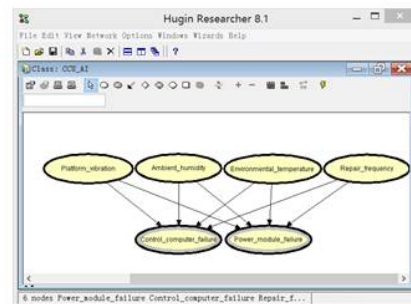 Hugin Researcher 8.1
File Edit View Network Options Windows Wizards Help
Class: CCU_AI
Platform_vibration Ambient_humidity Environmental_temperature Repair_frequency
Control_computer_failure Power_module_failure
6 nodes Power_module_failure Control_computer_failure Repair_f...